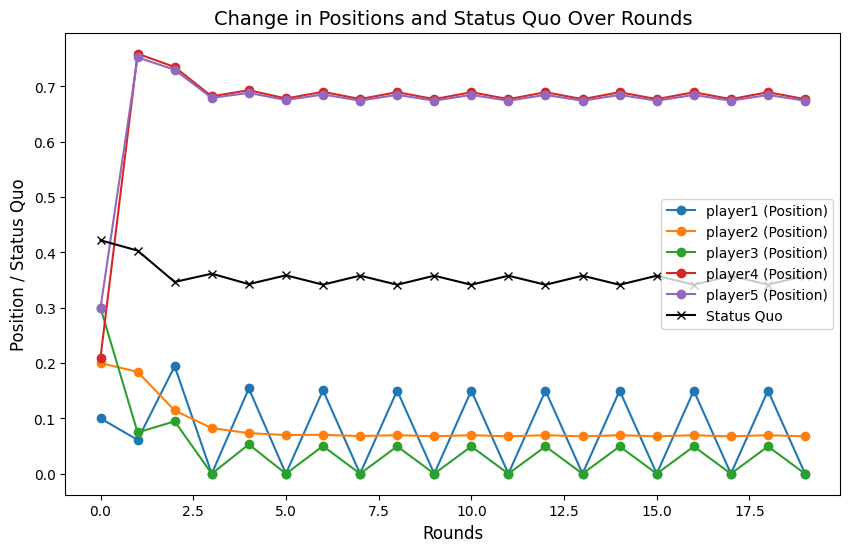 Change in Positions and Status Quo Over Rounds
Position / Status Quo
0.7
0.6
0.5
0.4
0.3
0.2
0.1
0.0
player1 (Position)
player2 (Position)
player3 (Position)
player4 (Position)
player5 (Position)
Status Quo
0.0 2.5 5.0 7.5 10.0 12.5 15.0 17.5
Rounds